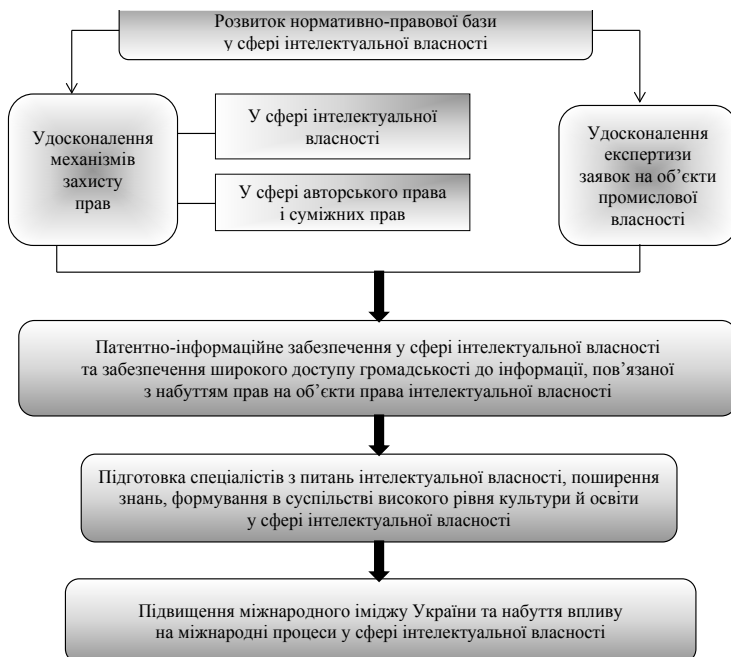 Розвиток нормативно-правової бази
у сфері інтелектуальної власності
Удосконалення
механізмів
захисту
прав
У сфері інтелектуальної
власності
У сфері авторського права
і суміжних прав
Удосконалення
експертизи
заявок на об’єкти
промислової
власності
Патентно-інформаційне забезпечення у сфері інтелектуальної власності
та забезпечення широкого доступу громадськості до інформації, пов’язаної
з набуттям прав на об’єкти права інтелектуальної власності
Підготовка спеціалістів з питань інтелектуальної власності, поширення
знань, формування в суспільстві високого рівня культури й освіти
у сфері інтелектуальної власності
Підвищення міжнародного іміджу України та набуття впливу
на міжнародні процеси у сфері інтелектуальної власності